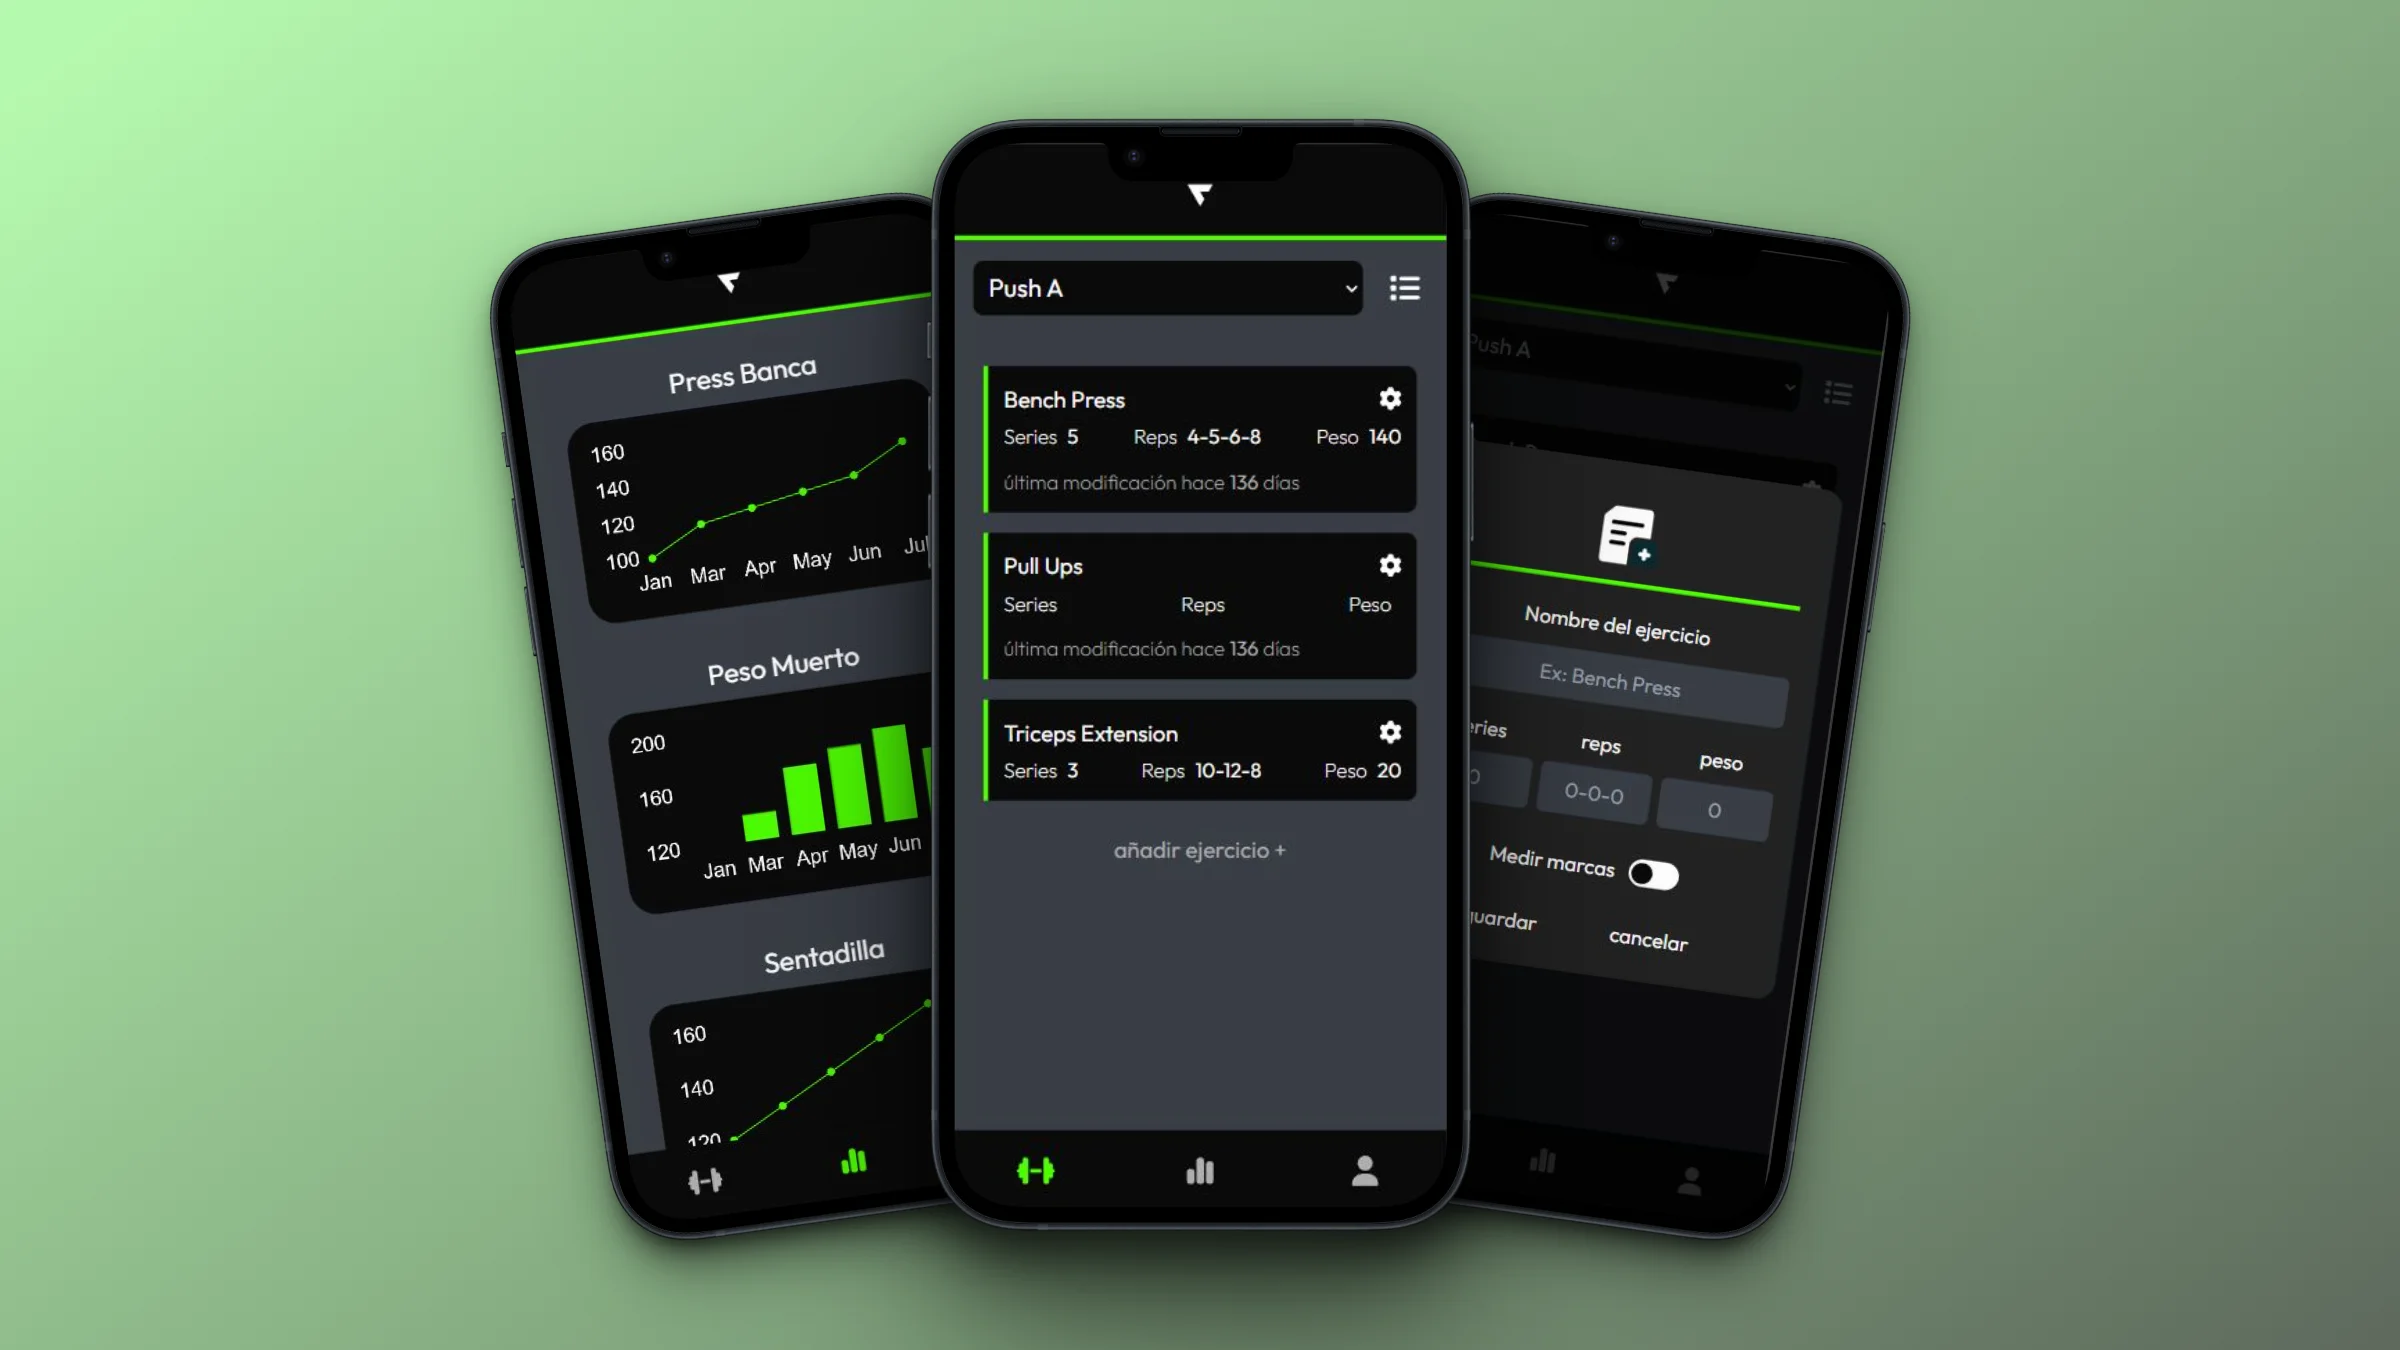 Press Banca
160
140
120
100
Jan Mar Apr May Jun Jul
Peso Muerto
200
160
120
Jan Mar Apr May Jun
Sentadilla
160
140
120
Push A
Bench Press
Series 5 Reps 4-5-6-8 Peso 140
última modificación hace 136 días
Pull Ups
Series Reps Peso
última modificación hace 136 días
Triceps Extension
Series 3 Reps 10-12-8 Peso 20
añadir ejercicio +
Push A
Nombre del ejercicio
Ex: Bench Press
eries reps peso
0 0-0-0 0
Medir marcas
guardar cancelar